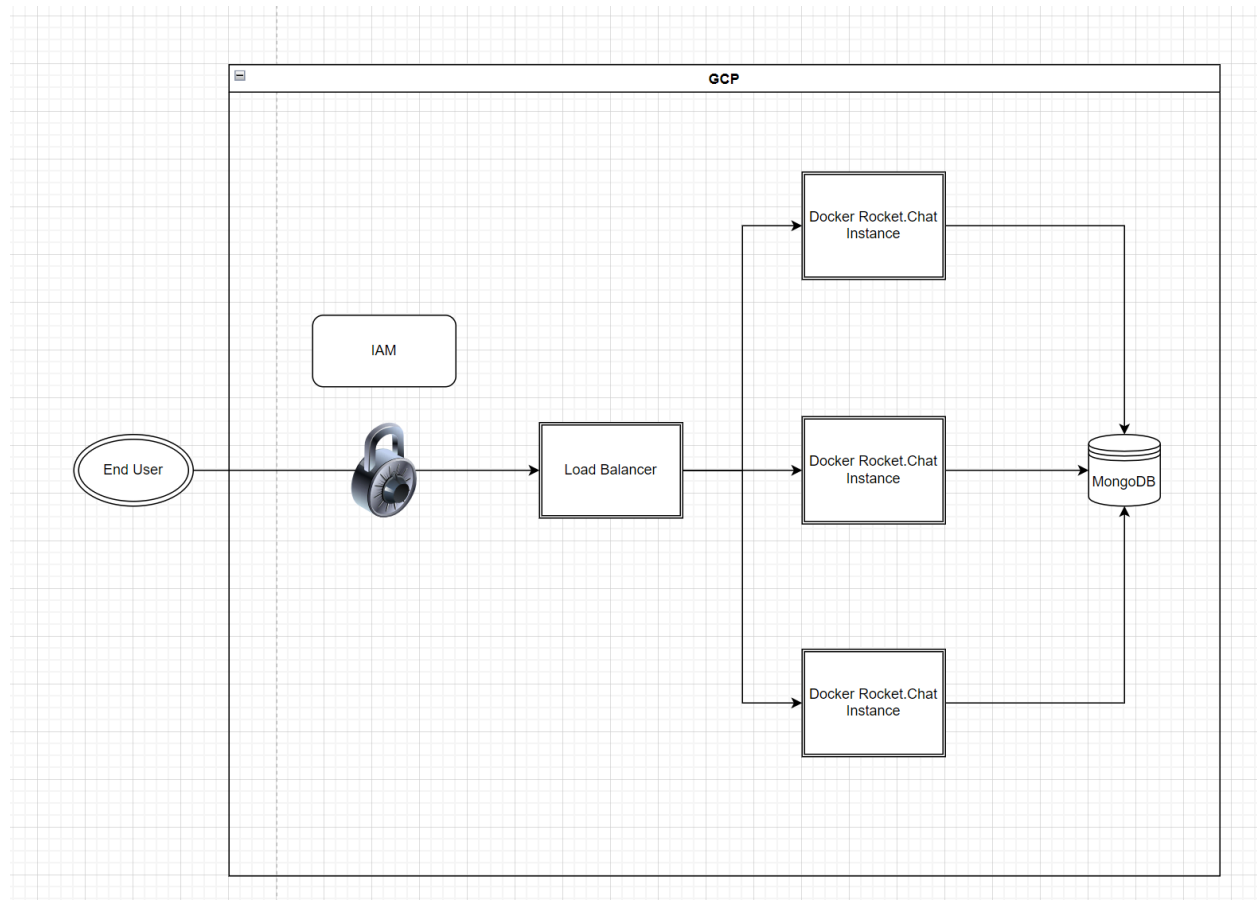 GCP
Docker Rocket.Chat
Instance
IAM
End User
Load Balancer
Docker Rocket.Chat
Instance
MongoDB
Docker Rocket.Chat
Instance